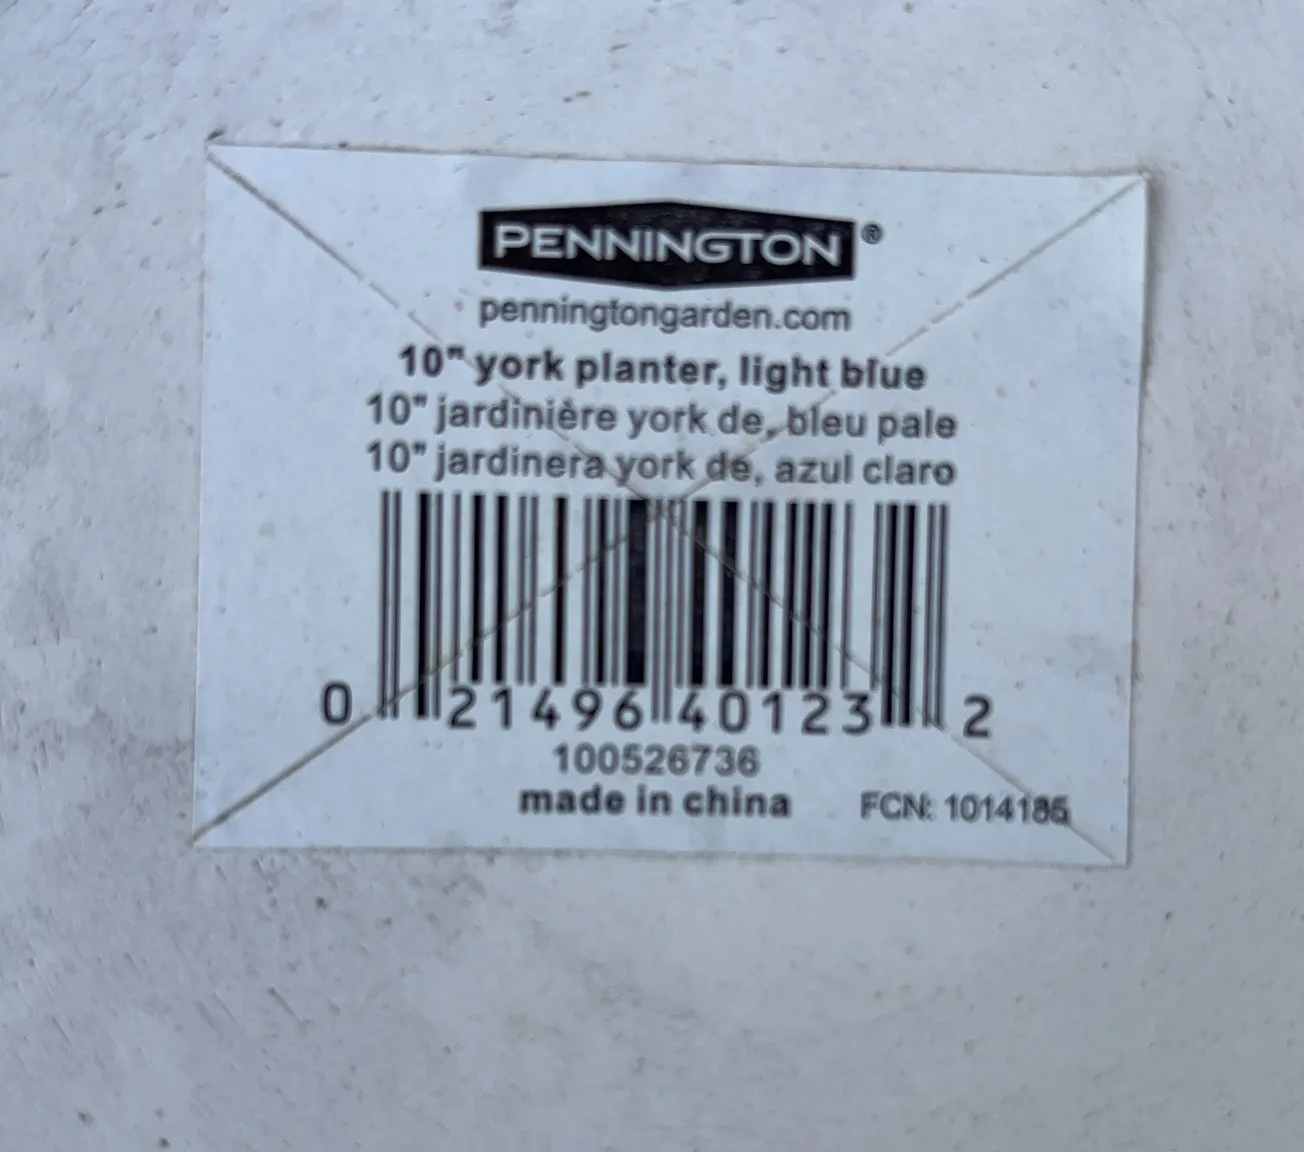 PENNINGTON®
penningtongarden.com
10" york planter, light blue
10" jardinière york de, bleu pale
10" jardinera york de, azul claro
0 21496 40123 2
100526736
made in china
FCN: 1014186